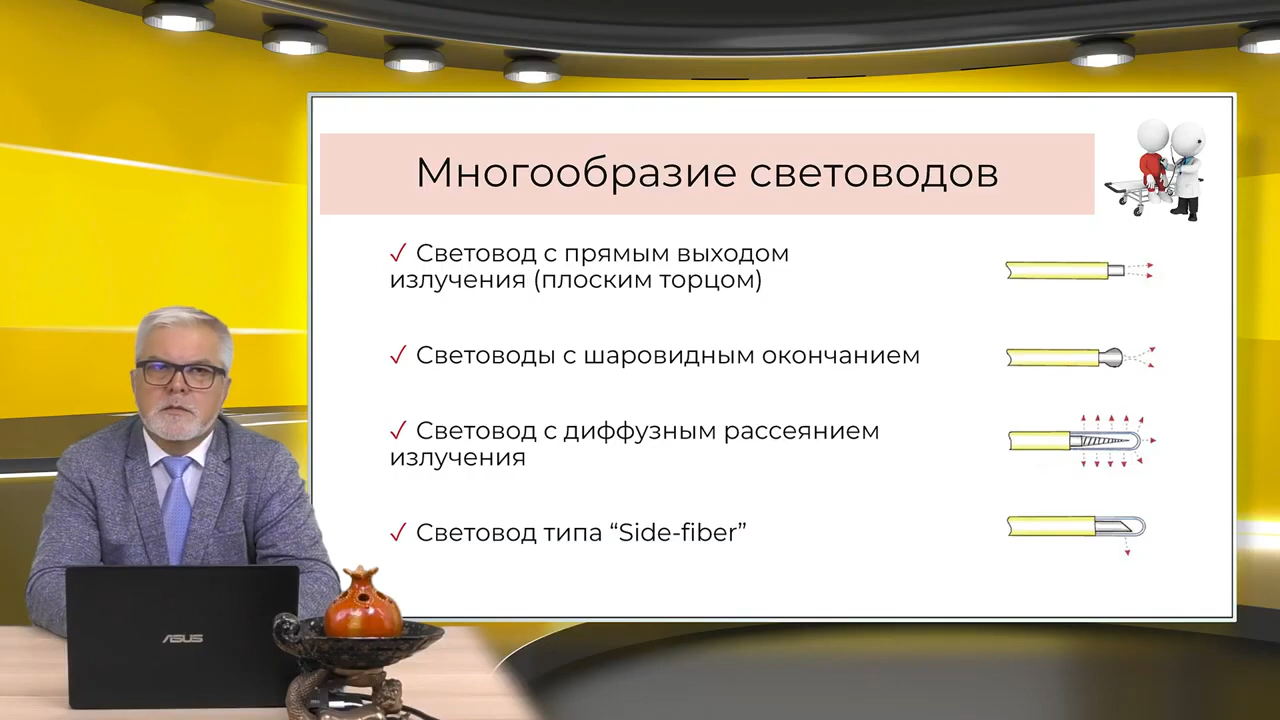 Многообразие световодов
✓ Световод с прямым выходом
излучения (плоским торцом)
✓ Световоды с шаровидным окончанием
✓ Световод с диффузным рассеянием
излучения
✓ Световод типа “Side-fiber”
ASUS